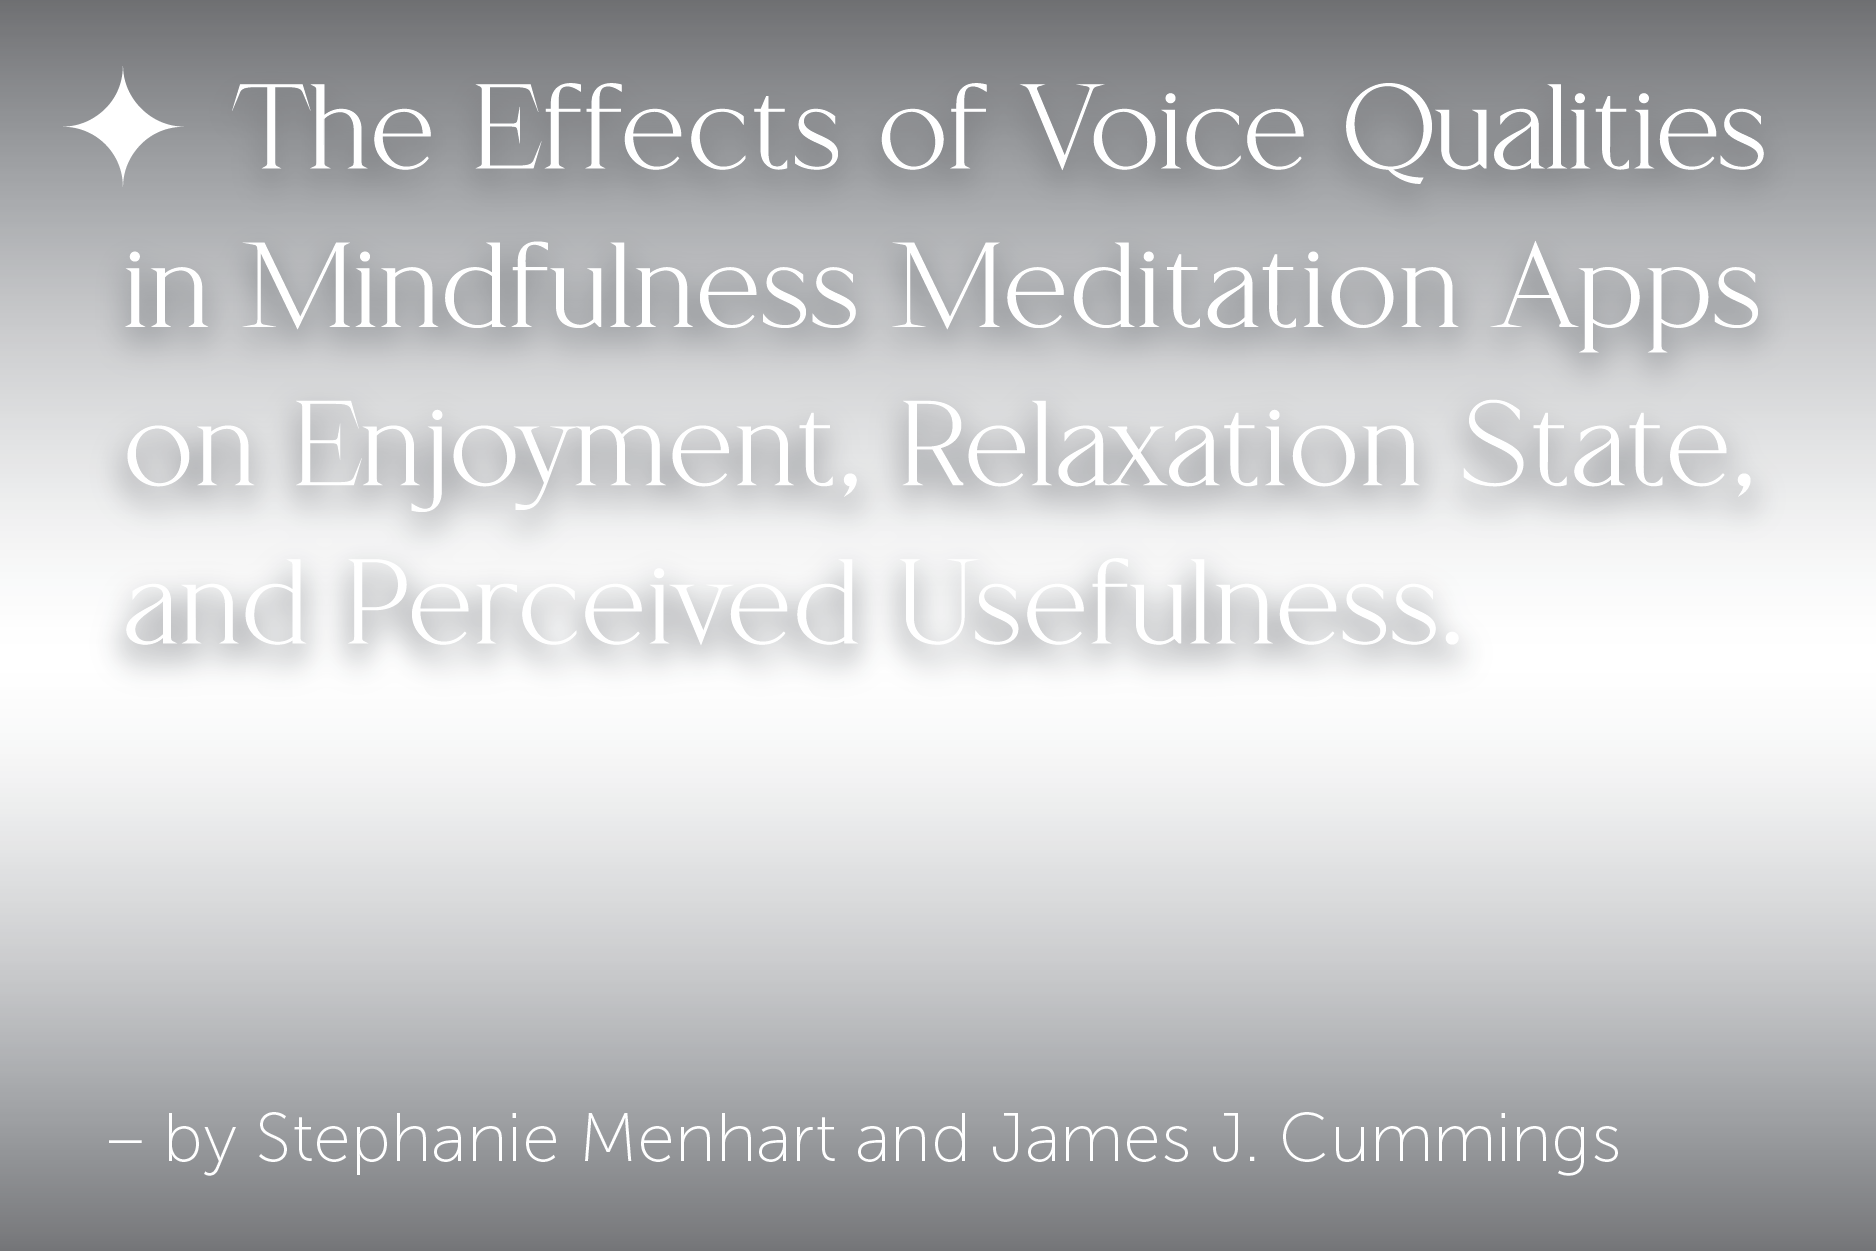 The Effects of Voice Qualities
in Mindfulness Meditation Apps
on Enjoyment, Relaxation State,
and Perceived Usefulness.
– by Stephanie Menhart and James J. Cummings